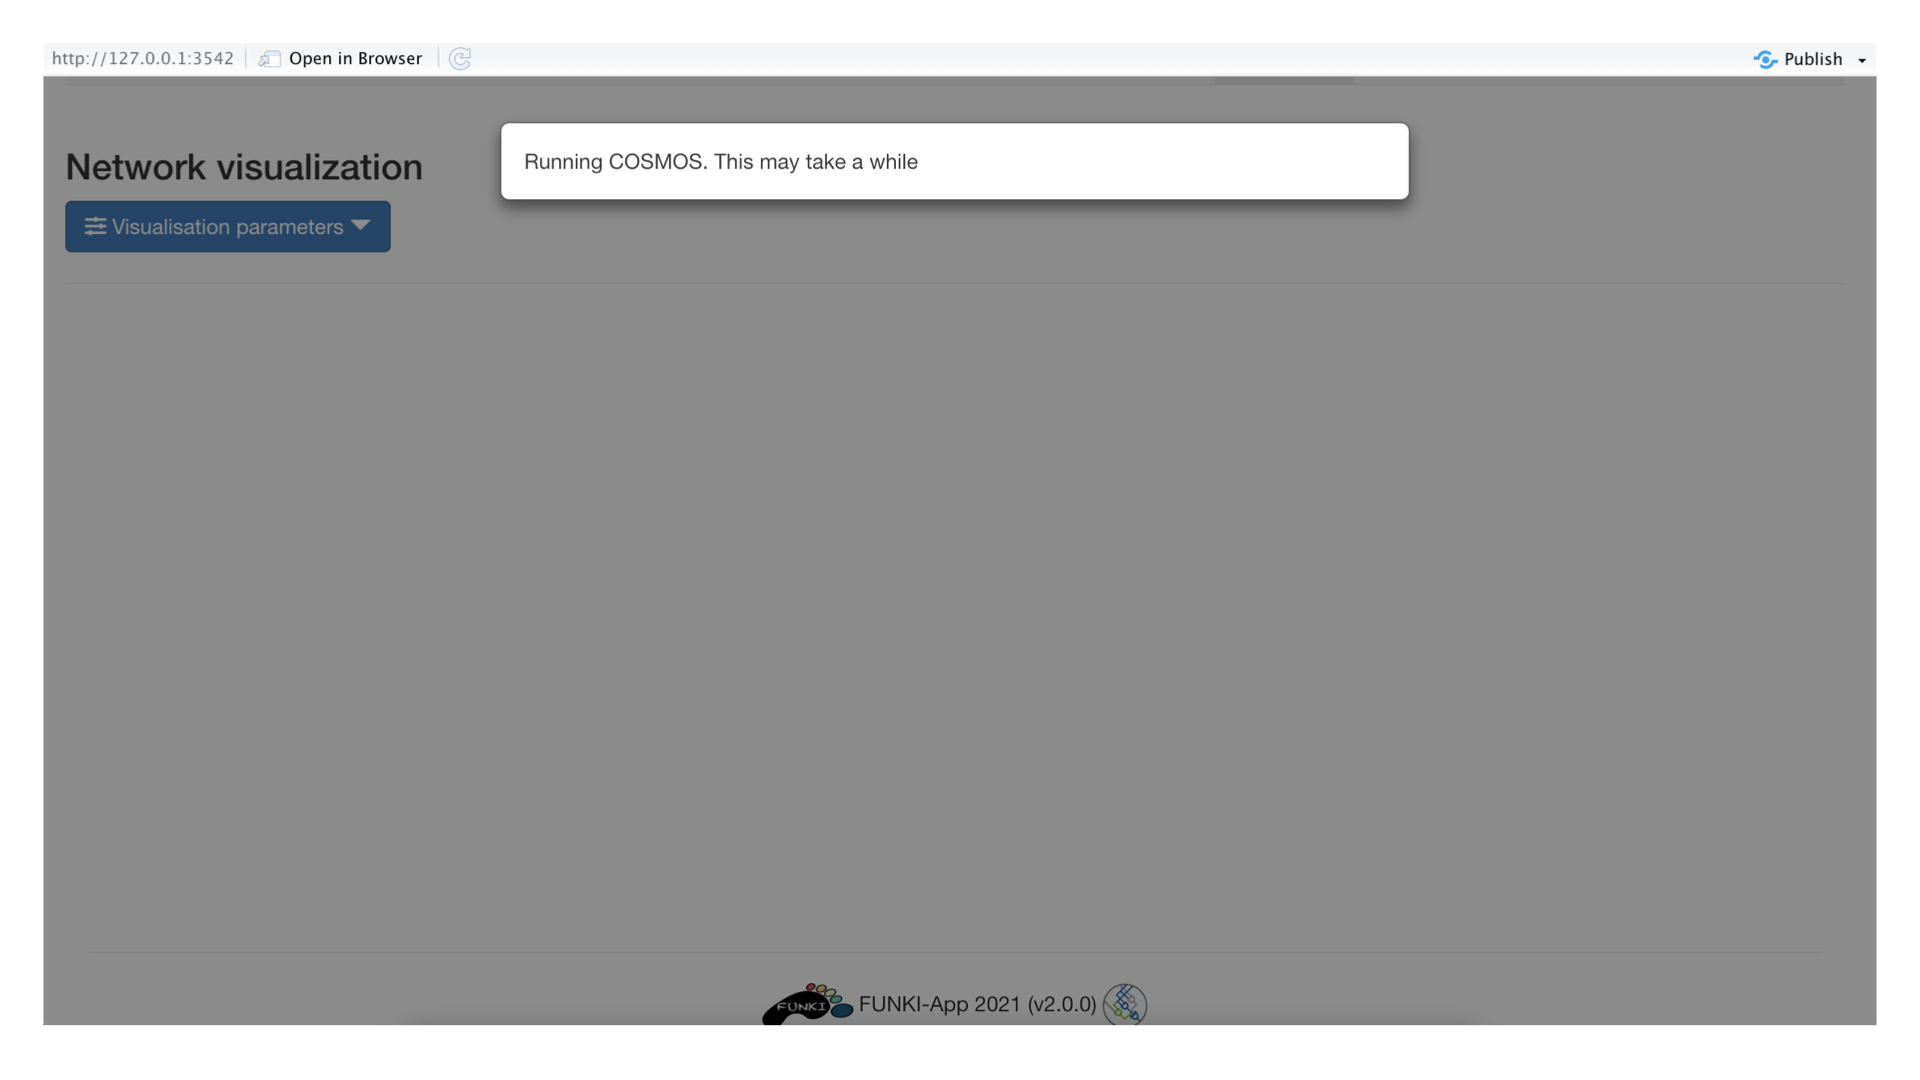 http://127.0.0.1:3542 Open in Browser Publish
Running COSMOS. This may take a while
Network visualization
Visualisation parameters
FUNKI FUNKI-App 2021 (v2.0.0)